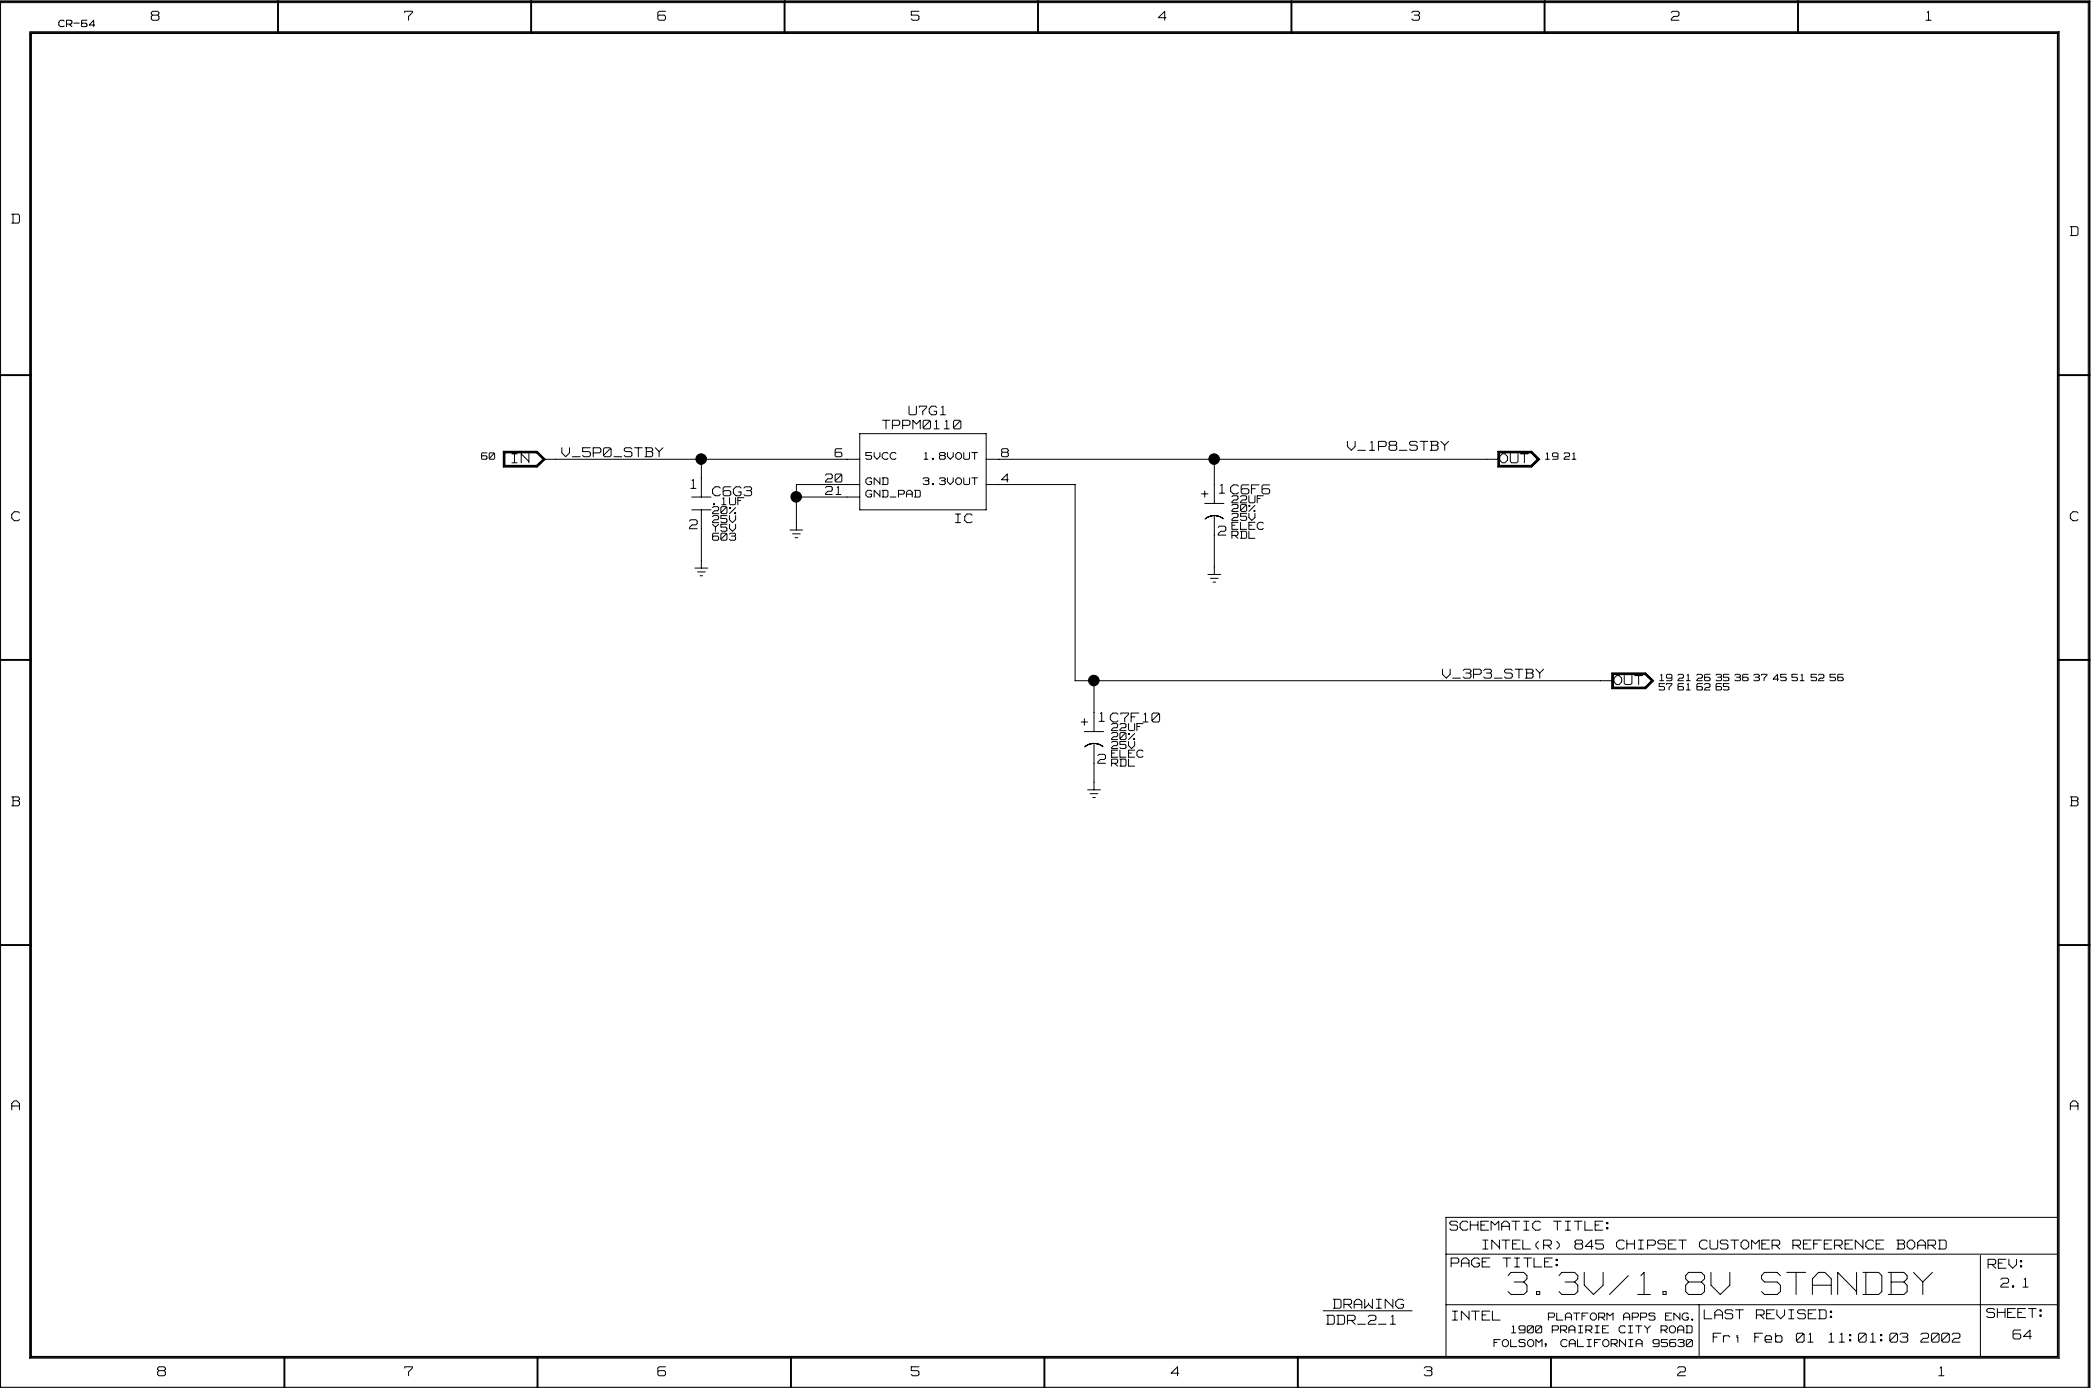 CR-64
8 7 6 5 4 3 2 1
D D
U7G1
TPPM0110
60 IN V_5P0_STBY
6 5VCC 1.8VOUT 8
20 GND 3.3VOUT 4
21 GND_PAD
IC
V_1P8_STBY OUT 19 21
1 C6G3
.1UF
20%
25V
Y5V
603
2
+ 1 C6F6
22UF
20%
25V
ELEC
RDL
2
C C
V_3P3_STBY OUT 19 21 26 35 36 37 45 51 52 56
57 61 62 65
+ 1 C7F10
22UF
20%
25V
ELEC
RDL
2
B B
A A
SCHEMATIC TITLE:
INTEL(R) 845 CHIPSET CUSTOMER REFERENCE BOARD
PAGE TITLE:
3.3V/1.8V STANDBY
REV:
2.1
DRAWING
DDR_2_1
INTEL PLATFORM APPS ENG.
1900 PRAIRIE CITY ROAD
FOLSOM, CALIFORNIA 95630
LAST REVISED:
Fri Feb 01 11:01:03 2002
SHEET:
64
8 7 6 5 4 3 2 1